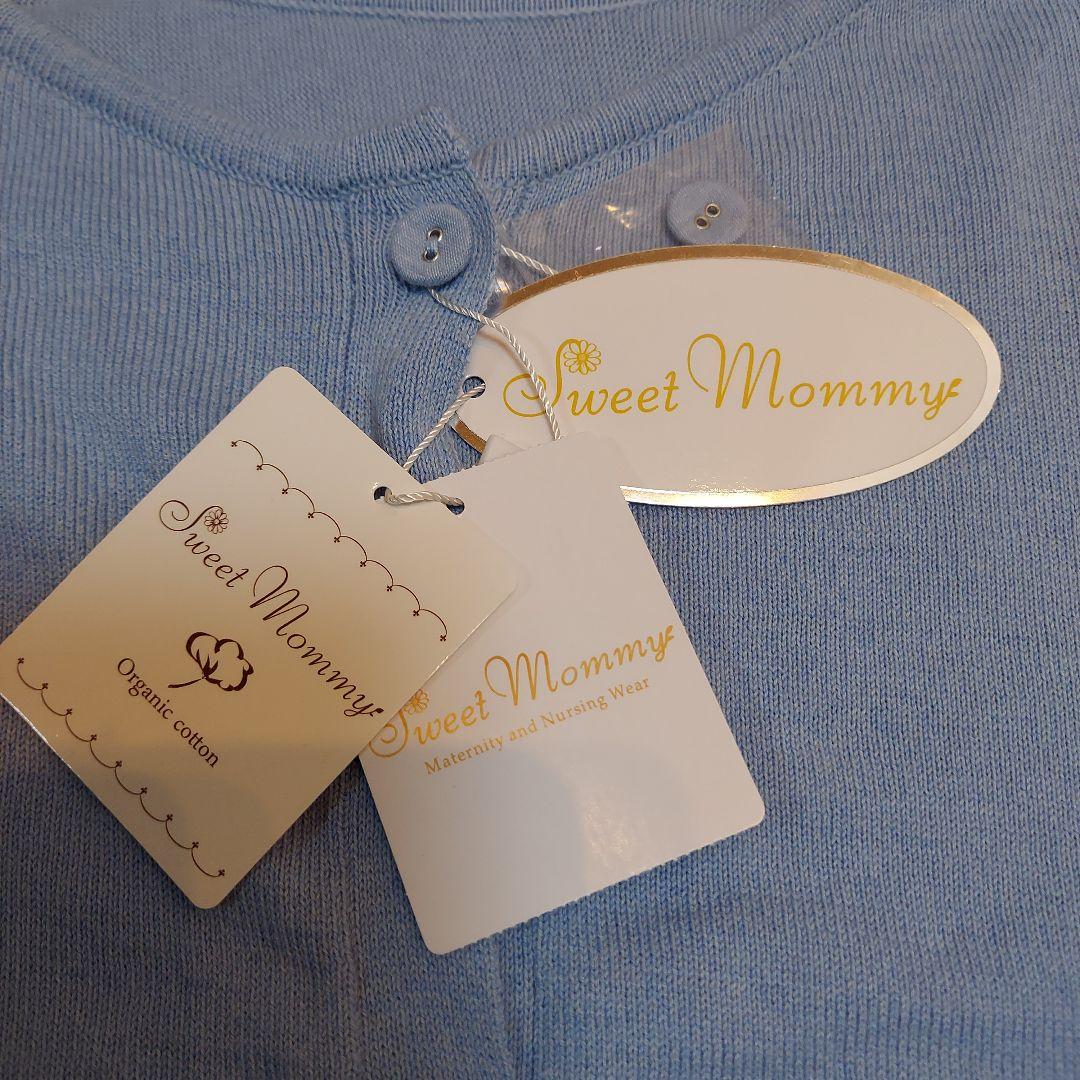 Sweet Mommy
Sweet Mommy
Organic cotton
Sweet Mommy
Maternity and Nursing Wear